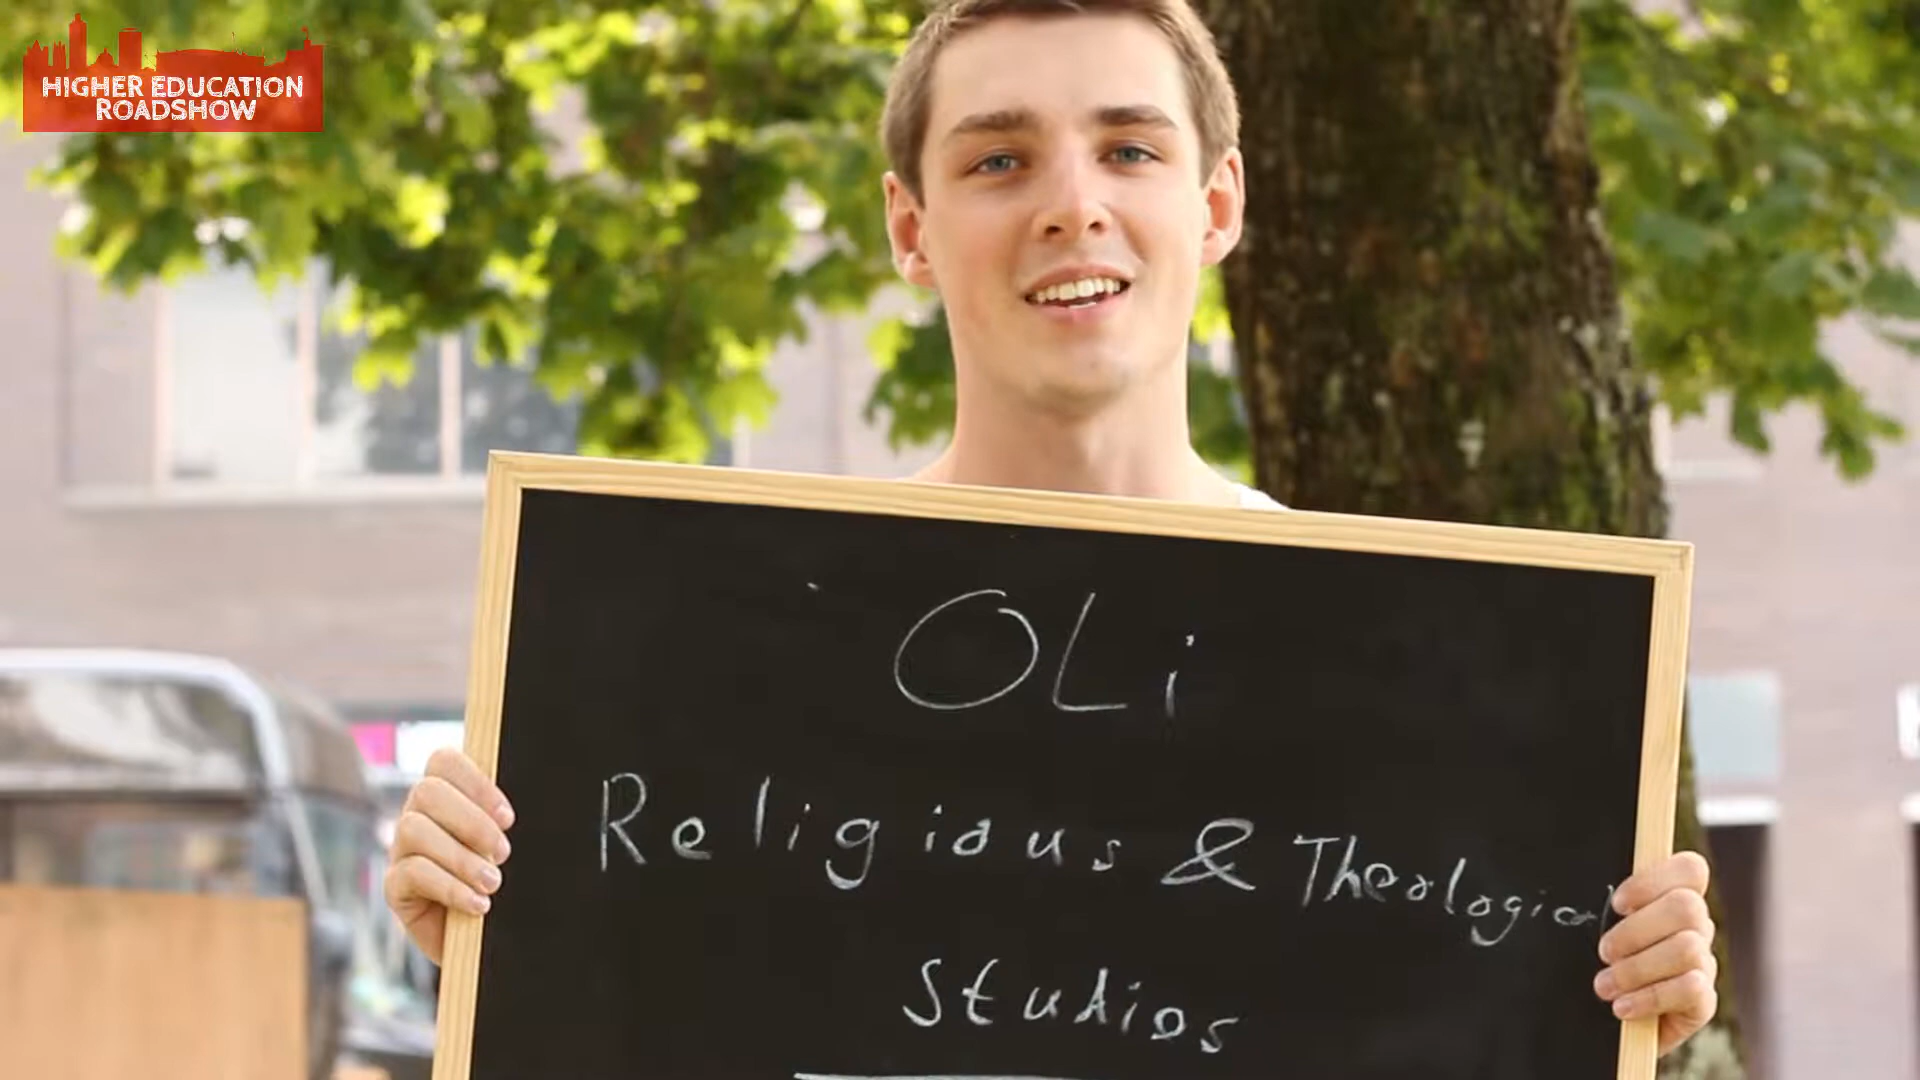 HIGHER EDUCATION
ROADSHOW
OLi
Religious & Theological
Studies